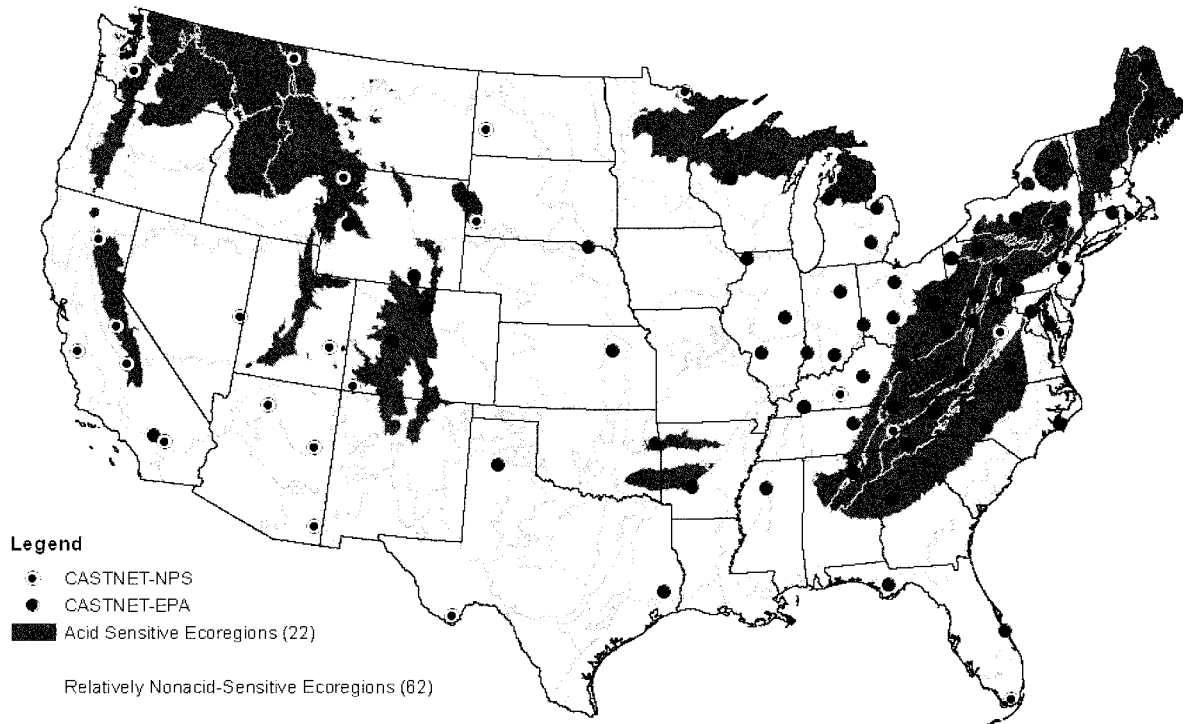 Legend
CASTNET-NPS
CASTNET-EPA
Acid Sensitive Ecoregions (22)
Relatively Nonacid-Sensitive Ecoregions (62)